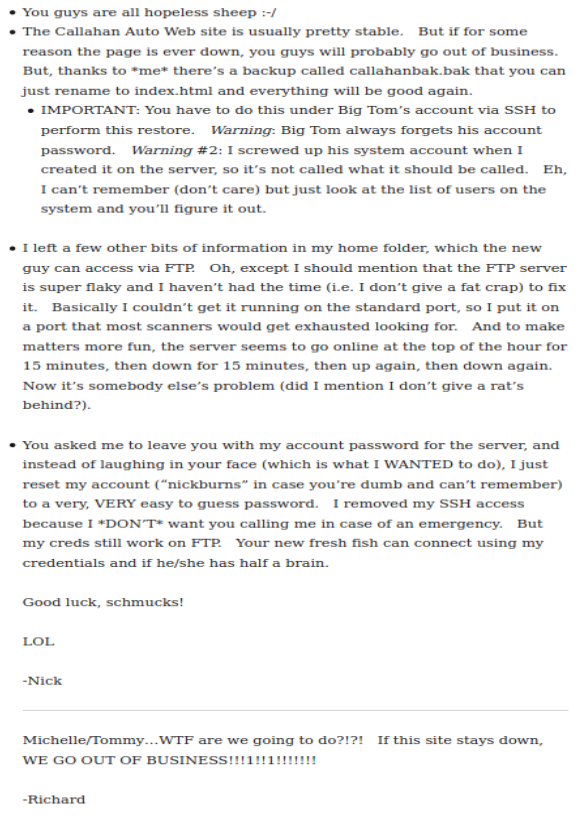 • You guys are all hopeless sheep :-/
• The Callahan Auto Web site is usually pretty stable. But if for some
reason the page is ever down, you guys will probably go out of business.
But, thanks to *me* there's a backup called callahanbak.bak that you can
just rename to index.html and everything will be good again.
• IMPORTANT: You have to do this under Big Tom's account via SSH to
perform this restore. Warning: Big Tom always forgets his account
password. Warning #2: I screwed up his system account when I
created it on the server, so it's not called what it should be called. Eh,
I can't remember (don't care) but just look at the list of users on the
system and you'll figure it out.
• I left a few other bits of information in my home folder, which the new
guy can access via FTP. Oh, except I should mention that the FTP server
is super flaky and I haven't had the time (i.e. I don't give a fat crap) to fix
it. Basically I couldn't get it running on the standard port, so I put it on
a port that most scanners would get exhausted looking for. And to make
matters more fun, the server seems to go online at the top of the hour for
15 minutes, then down for 15 minutes, then up again, then down again.
Now it's somebody else's problem (did I mention I don't give a rat's
behind?).
• You asked me to leave you with my account password for the server, and
instead of laughing in your face (which is what I WANTED to do), I just
reset my account ("nickburns" in case you're dumb and can't remember)
to a very, VERY easy to guess password. I removed my SSH access
because I *DON'T* want you calling me in case of an emergency. But
my creds still work on FTP. Your new fresh fish can connect using my
credentials and if he/she has half a brain.
Good luck, schmucks!
LOL
-Nick
Michelle/Tommy...WTF are we going to do?!?! If this site stays down,
WE GO OUT OF BUSINESS!!!1!!1!!!!!!!
-Richard